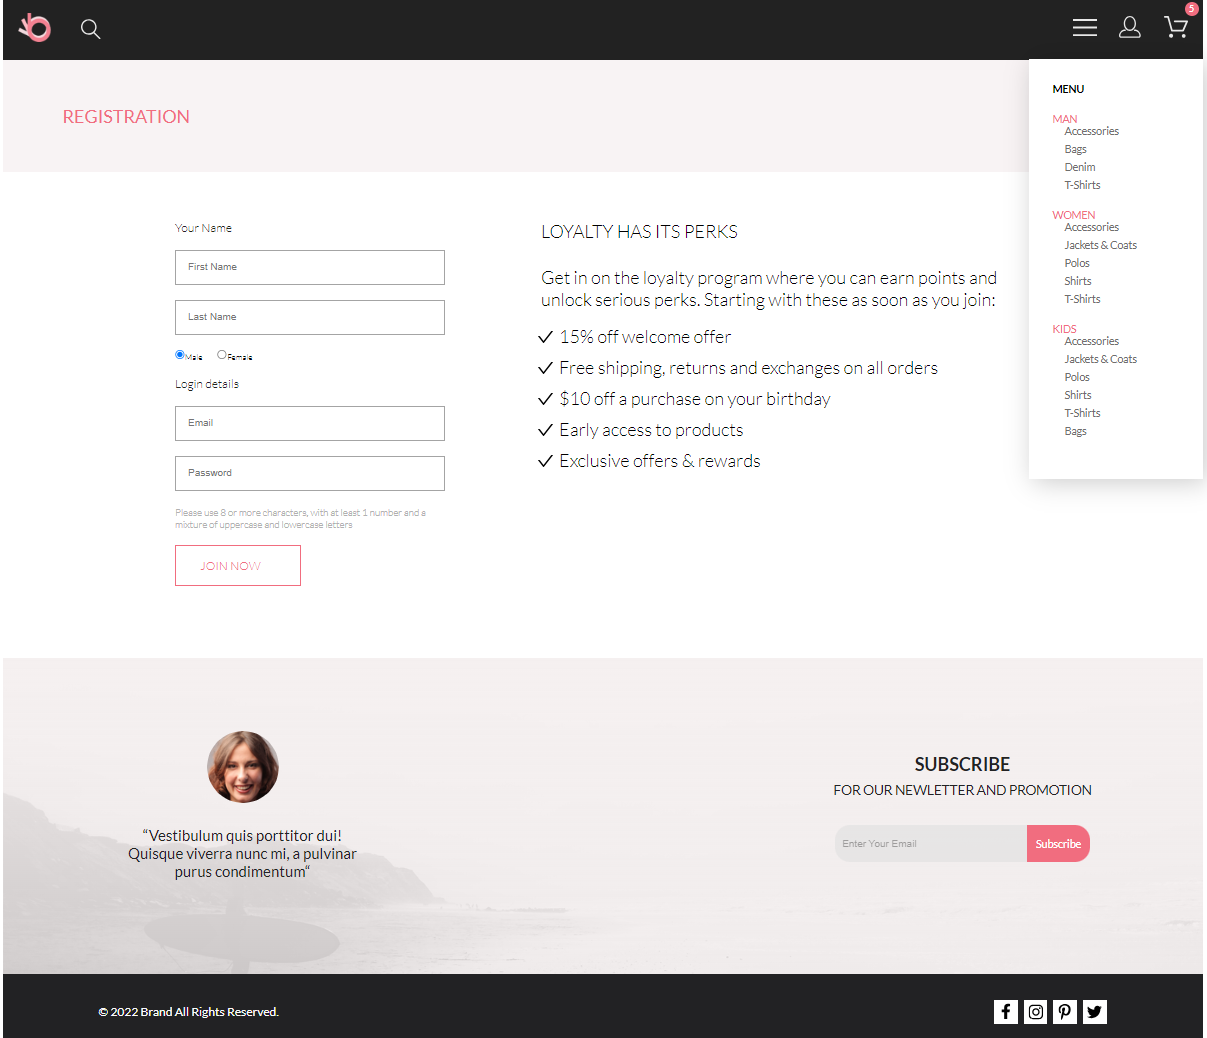 5
REGISTRATION
MENU
MAN
Accessories
Bags
Denim
T-Shirts
WOMEN
Accessories
Jackets & Coats
Polos
Shirts
T-Shirts
KIDS
Accessories
Jackets & Coats
Polos
Shirts
T-Shirts
Bags
Your Name
First Name
Last Name
Male Female
Login details
Email
Password
Please use 8 or more characters, with at least 1 number and a
mixture of uppercase and lowercase letters
JOIN NOW
LOYALTY HAS ITS PERKS
Get in on the loyalty program where you can earn points and
unlock serious perks. Starting with these as soon as you join:
15% off welcome offer
Free shipping, returns and exchanges on all orders
$10 off a purchase on your birthday
Early access to products
Exclusive offers & rewards
“Vestibulum quis porttitor dui!
Quisque viverra nunc mi, a pulvinar
purus condimentum“
SUBSCRIBE
FOR OUR NEWLETTER AND PROMOTION
Enter Your Email
Subscribe
© 2022 Brand All Rights Reserved.